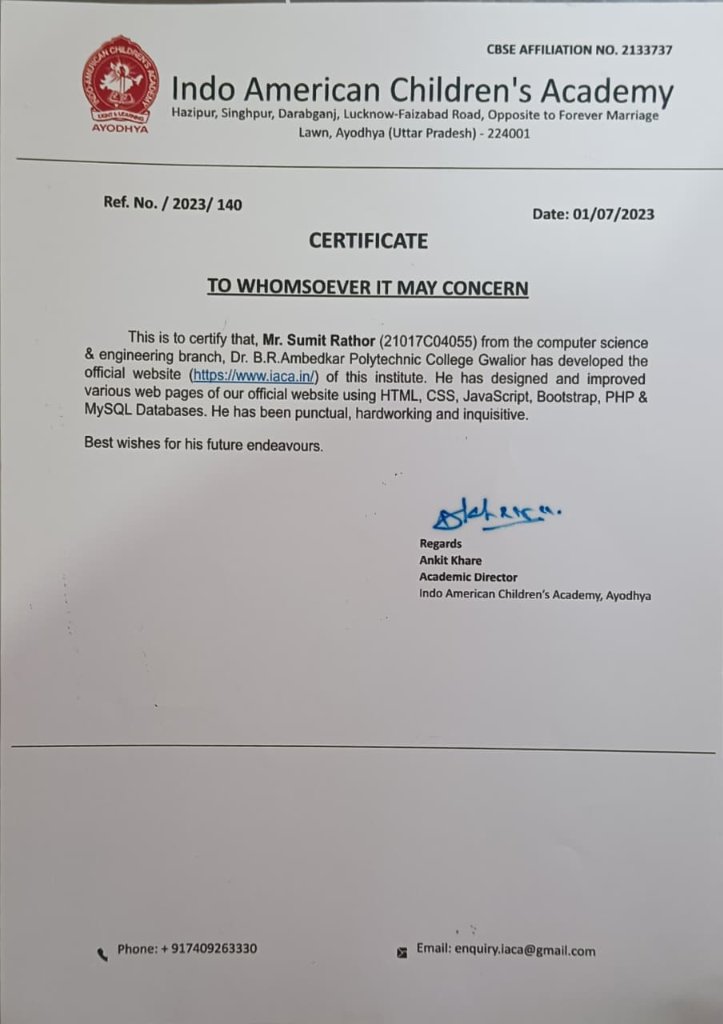 CBSE AFFILIATION NO. 2133737
INDO AMERICAN CHILDREN'S ACADEMY
LIGHT & LEARNING
AYODHYA
Indo American Children's Academy
Hazipur, Singhpur, Darabganj, Lucknow-Faizabad Road, Opposite to Forever Marriage
Lawn, Ayodhya (Uttar Pradesh) - 224001
Ref. No. / 2023/ 140
Date: 01/07/2023
CERTIFICATE
TO WHOMSOEVER IT MAY CONCERN
This is to certify that, Mr. Sumit Rathor (21017C04055) from the computer science
& engineering branch, Dr. B.R.Ambedkar Polytechnic College Gwalior has developed the
official website (https://www.iaca.in/) of this institute. He has designed and improved
various web pages of our official website using HTML, CSS, JavaScript, Bootstrap, PHP &
MySQL Databases. He has been punctual, hardworking and inquisitive.
Best wishes for his future endeavours.
Regards
Ankit Khare
Academic Director
Indo American Children's Academy, Ayodhya
Phone: + 917409263330
Email: enquiry.iaca@gmail.com